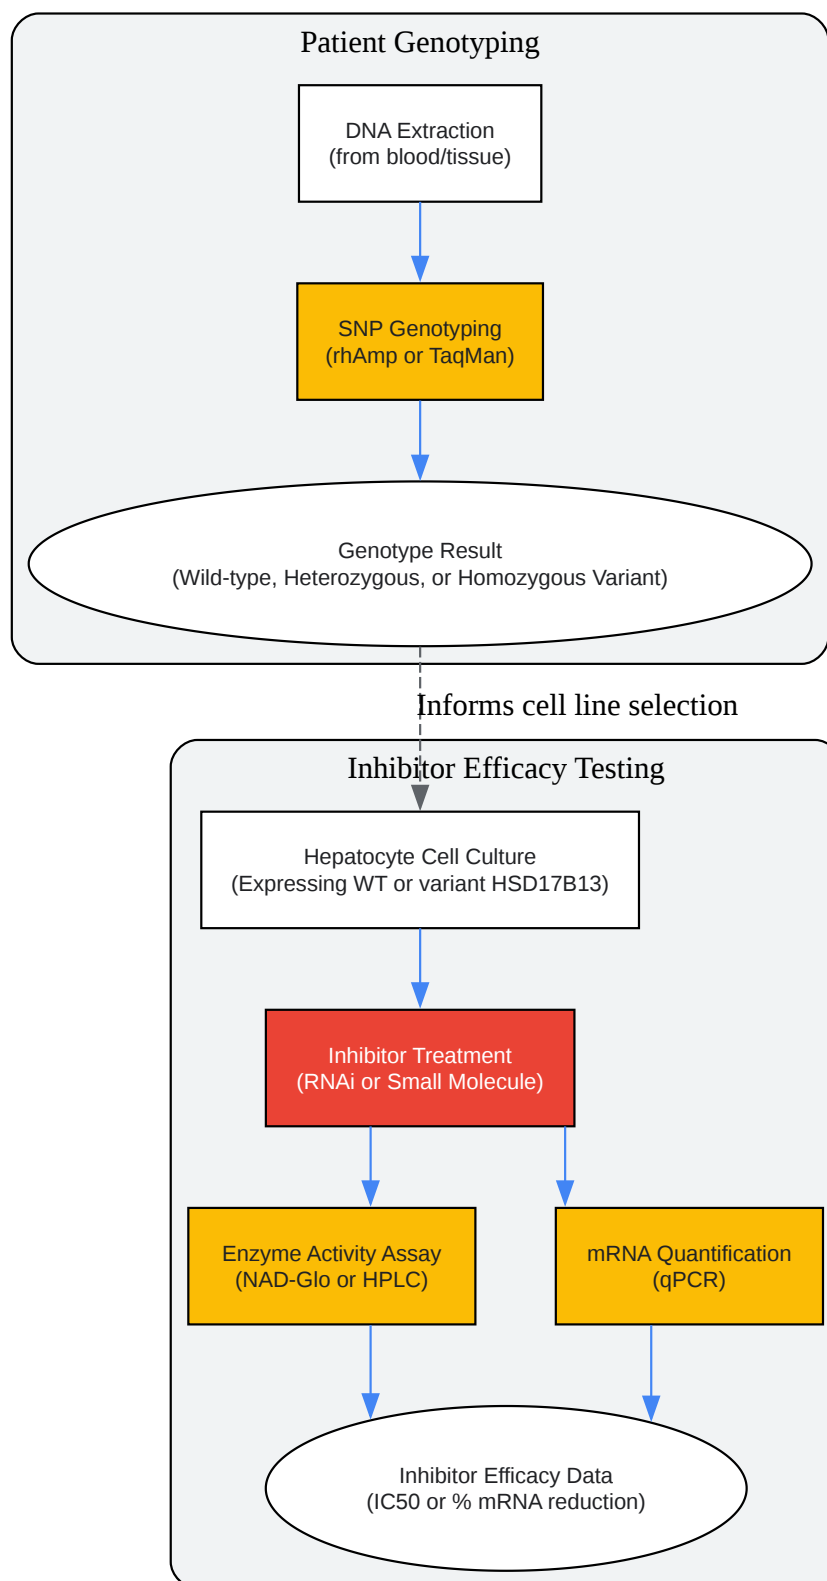 Patient Genotyping
DNA Extraction
(from blood/tissue)
SNP Genotyping
(rhAmp or TaqMan)
Genotype Result
(Wild-type, Heterozygous, or Homozygous Variant)
Informs cell line selection
Inhibitor Efficacy Testing
Hepatocyte Cell Culture
(Expressing WT or variant HSD17B13)
Inhibitor Treatment
(RNAi or Small Molecule)
Enzyme Activity Assay
(NAD-Glo or HPLC)
mRNA Quantification
(qPCR)
Inhibitor Efficacy Data
(IC50 or % mRNA reduction)